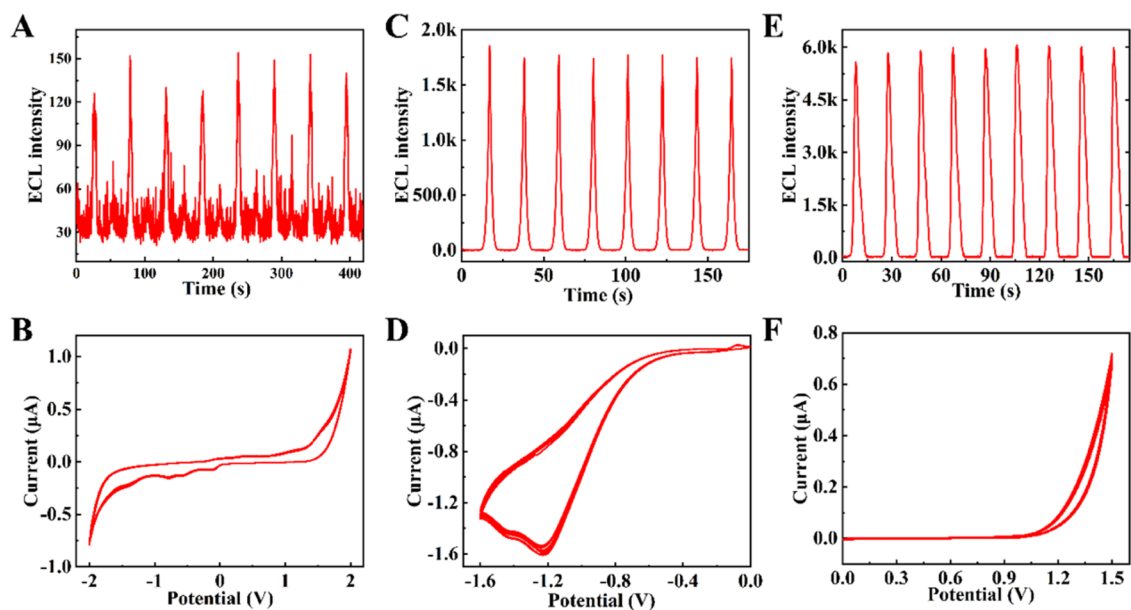 A
ECL intensity
150
120
90
60
30
0 100 200 300 400
Time (s)
C
ECL intensity
2.0k
1.5k
1.0k
500.0
0.0
0 50 100 150
Time (s)
E
ECL intensity
6.0k
4.5k
3.0k
1.5k
0.0
0 30 60 90 120 150
Time (s)
B
Current (μA)
1.0
0.5
0.0
-0.5
-1.0
-2 -1 0 1 2
Potential (V)
D
Current (μA)
0.0
-0.4
-0.8
-1.2
-1.6
-1.6 -1.2 -0.8 -0.4 0.0
Potential (V)
F
Current (μA)
0.8
0.6
0.4
0.2
0.0
0.0 0.3 0.6 0.9 1.2 1.5
Potential (V)